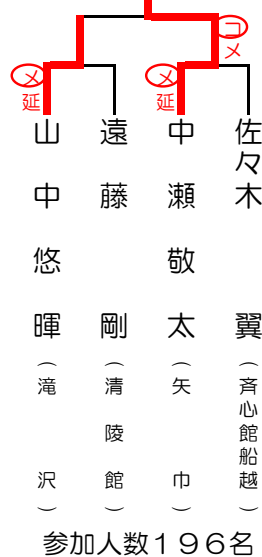 コ
メ
メ
延
メ
延
佐々木 翼（斉心館船越）
中瀬敬太（矢巾）
遠藤 剛（清陵館）
山中悠暉（滝沢）
参加人数１９６名